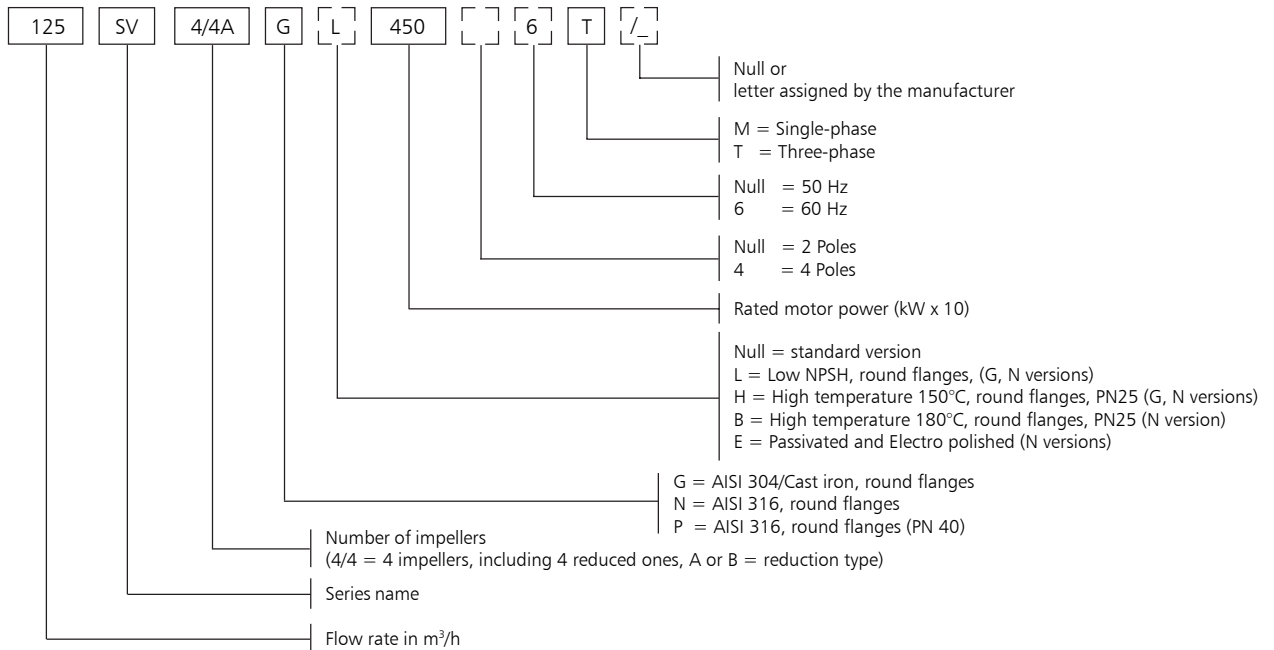 125 SV 4/4A G L 450 6 T /_
Null or
letter assigned by the manufacturer
M = Single-phase
T = Three-phase
Null = 50 Hz
6 = 60 Hz
Null = 2 Poles
4 = 4 Poles
Rated motor power (kW x 10)
Null = standard version
L = Low NPSH, round flanges, (G, N versions)
H = High temperature 150°C, round flanges, PN25 (G, N versions)
B = High temperature 180°C, round flanges, PN25 (N version)
E = Passivated and Electro polished (N versions)
G = AISI 304/Cast iron, round flanges
N = AISI 316, round flanges
P = AISI 316, round flanges (PN 40)
Number of impellers
(4/4 = 4 impellers, including 4 reduced ones, A or B = reduction type)
Series name
Flow rate in m³/h